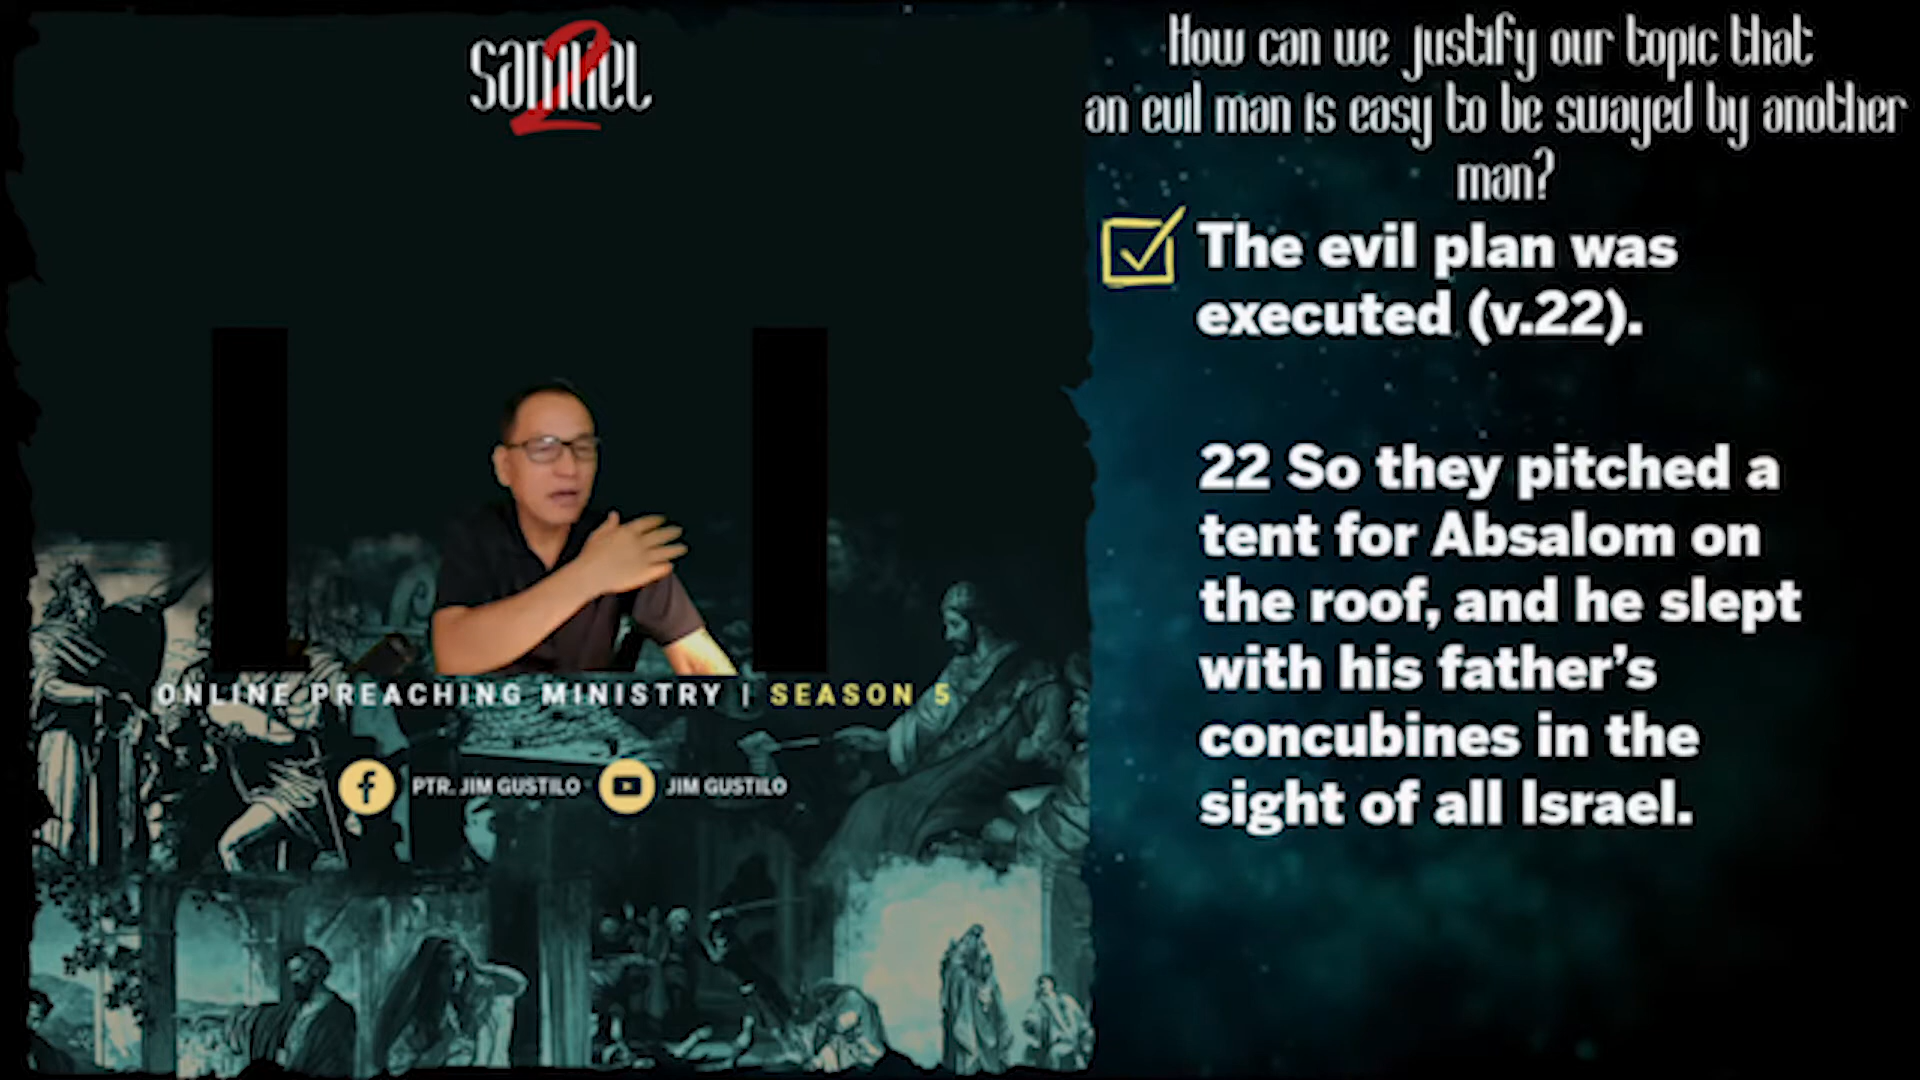 samuel
2
How can we justify our topic that
an evil man is easy to be swayed by another
man?
The evil plan was
executed (v.22).
22 So they pitched a
tent for Absalom on
the roof, and he slept
with his father’s
concubines in the
sight of all Israel.
ONLINE PREACHING MINISTRY | SEASON 5
PTR. JIM GUSTILO
JIM GUSTILO